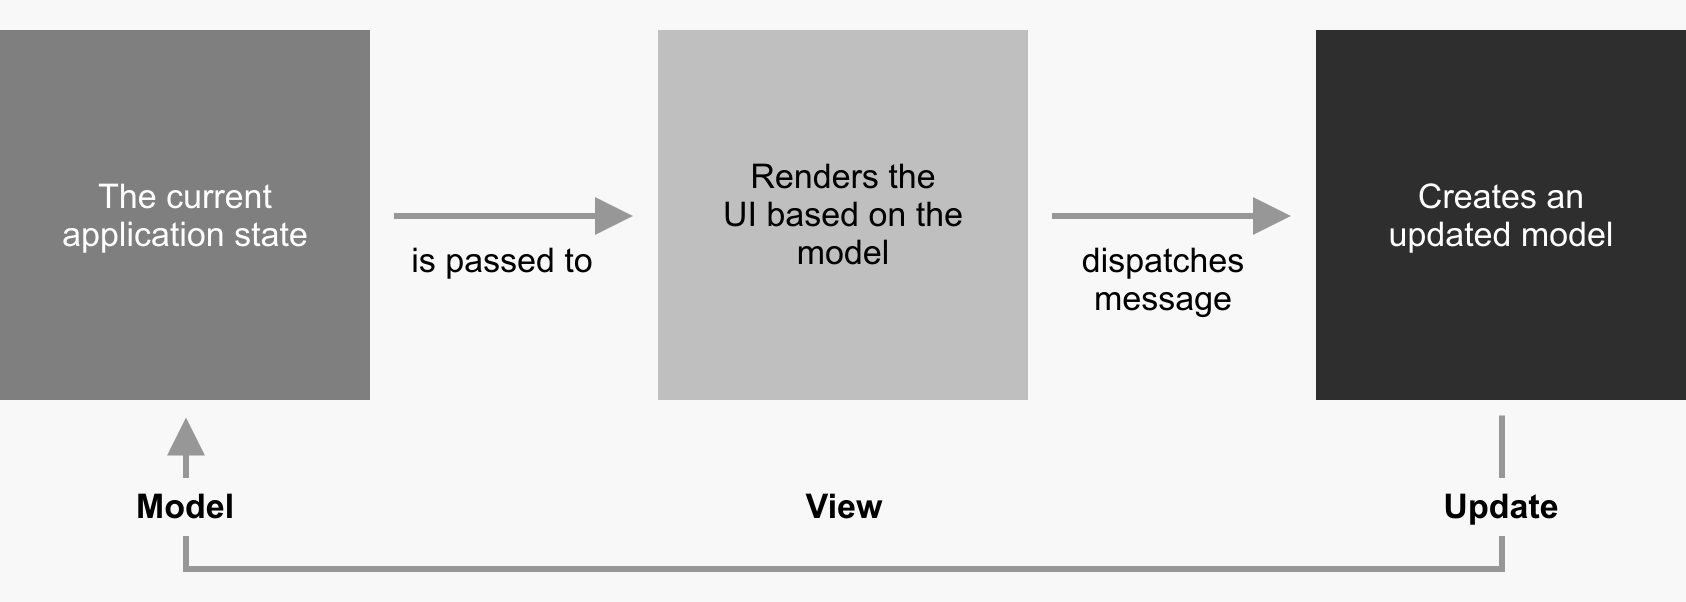 The current
application state
is passed to
Renders the
UI based on the
model
dispatches
message
Creates an
updated model
Model
View
Update